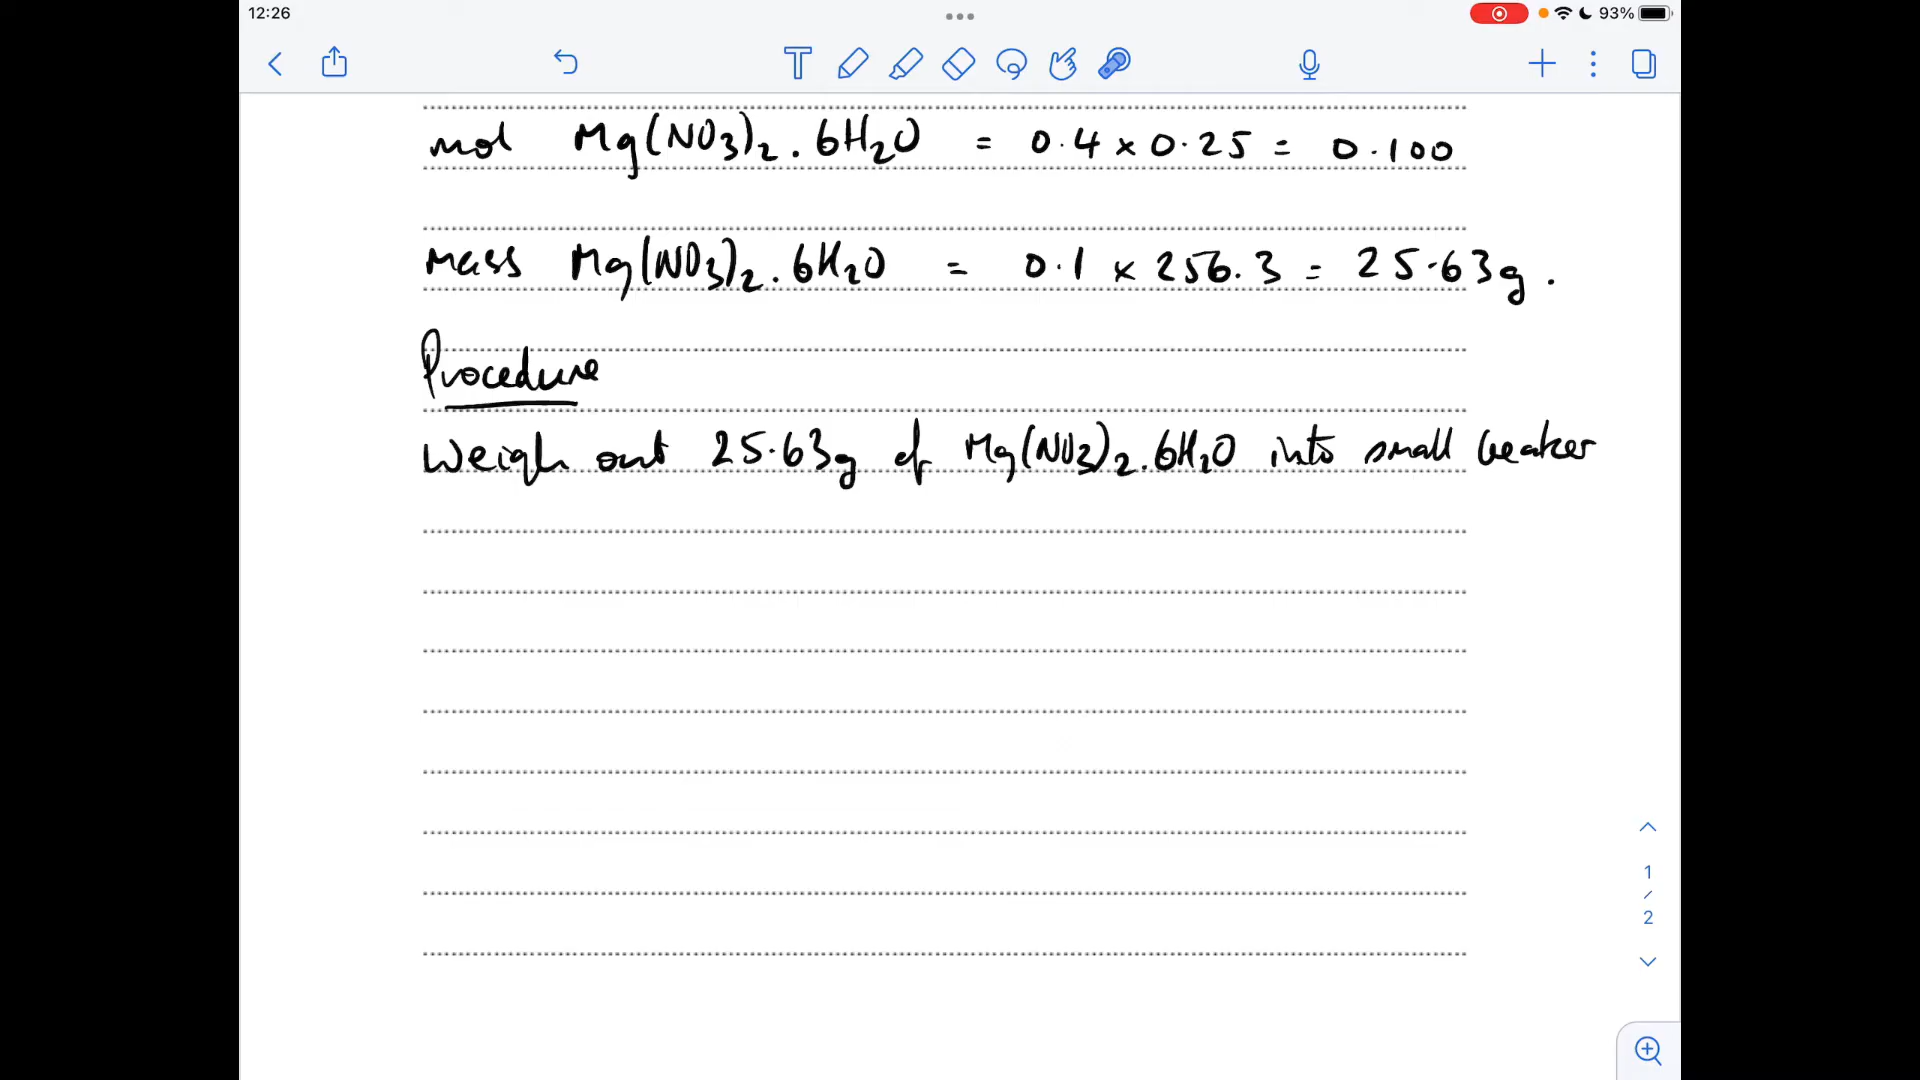 12:26
93%
mol Mg(NO3)2.6H2O = 0.4 x 0.25 = 0.100
Mass Mg(NO3)2.6H2O = 0.1 x 256.3 = 25.63g.
Procedure
Weigh out 25.63g of Mg(NO3)2.6H2O into small beaker
1
/
2